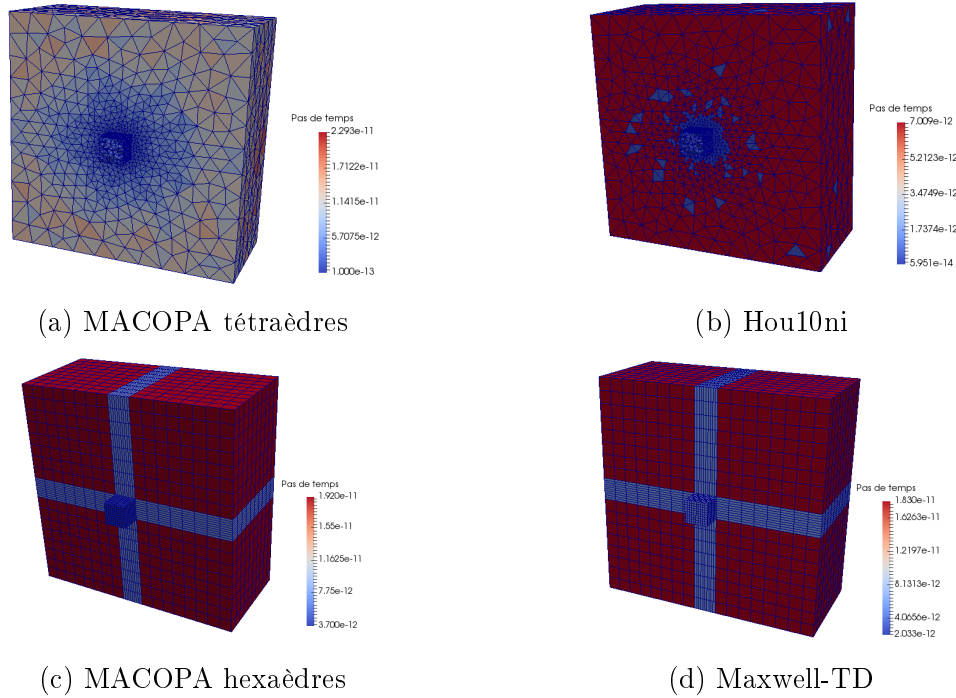 Pas de temps
2.293e-11
1.7122e-11
1.1415e-11
5.7075e-12
1.000e-13
Pas de temps
7.009e-12
5.2123e-12
3.4749e-12
1.7374e-12
5.951e-14
(a) MACOPA tétraèdres
(b) Hou10ni
Pas de temps
1.920e-11
1.55e-11
1.1625e-11
7.75e-12
3.700e-12
Pas de temps
1.830e-11
1.6263e-11
1.2197e-11
8.1313e-12
4.0656e-12
2.033e-12
(c) MACOPA hexaèdres
(d) Maxwell-TD